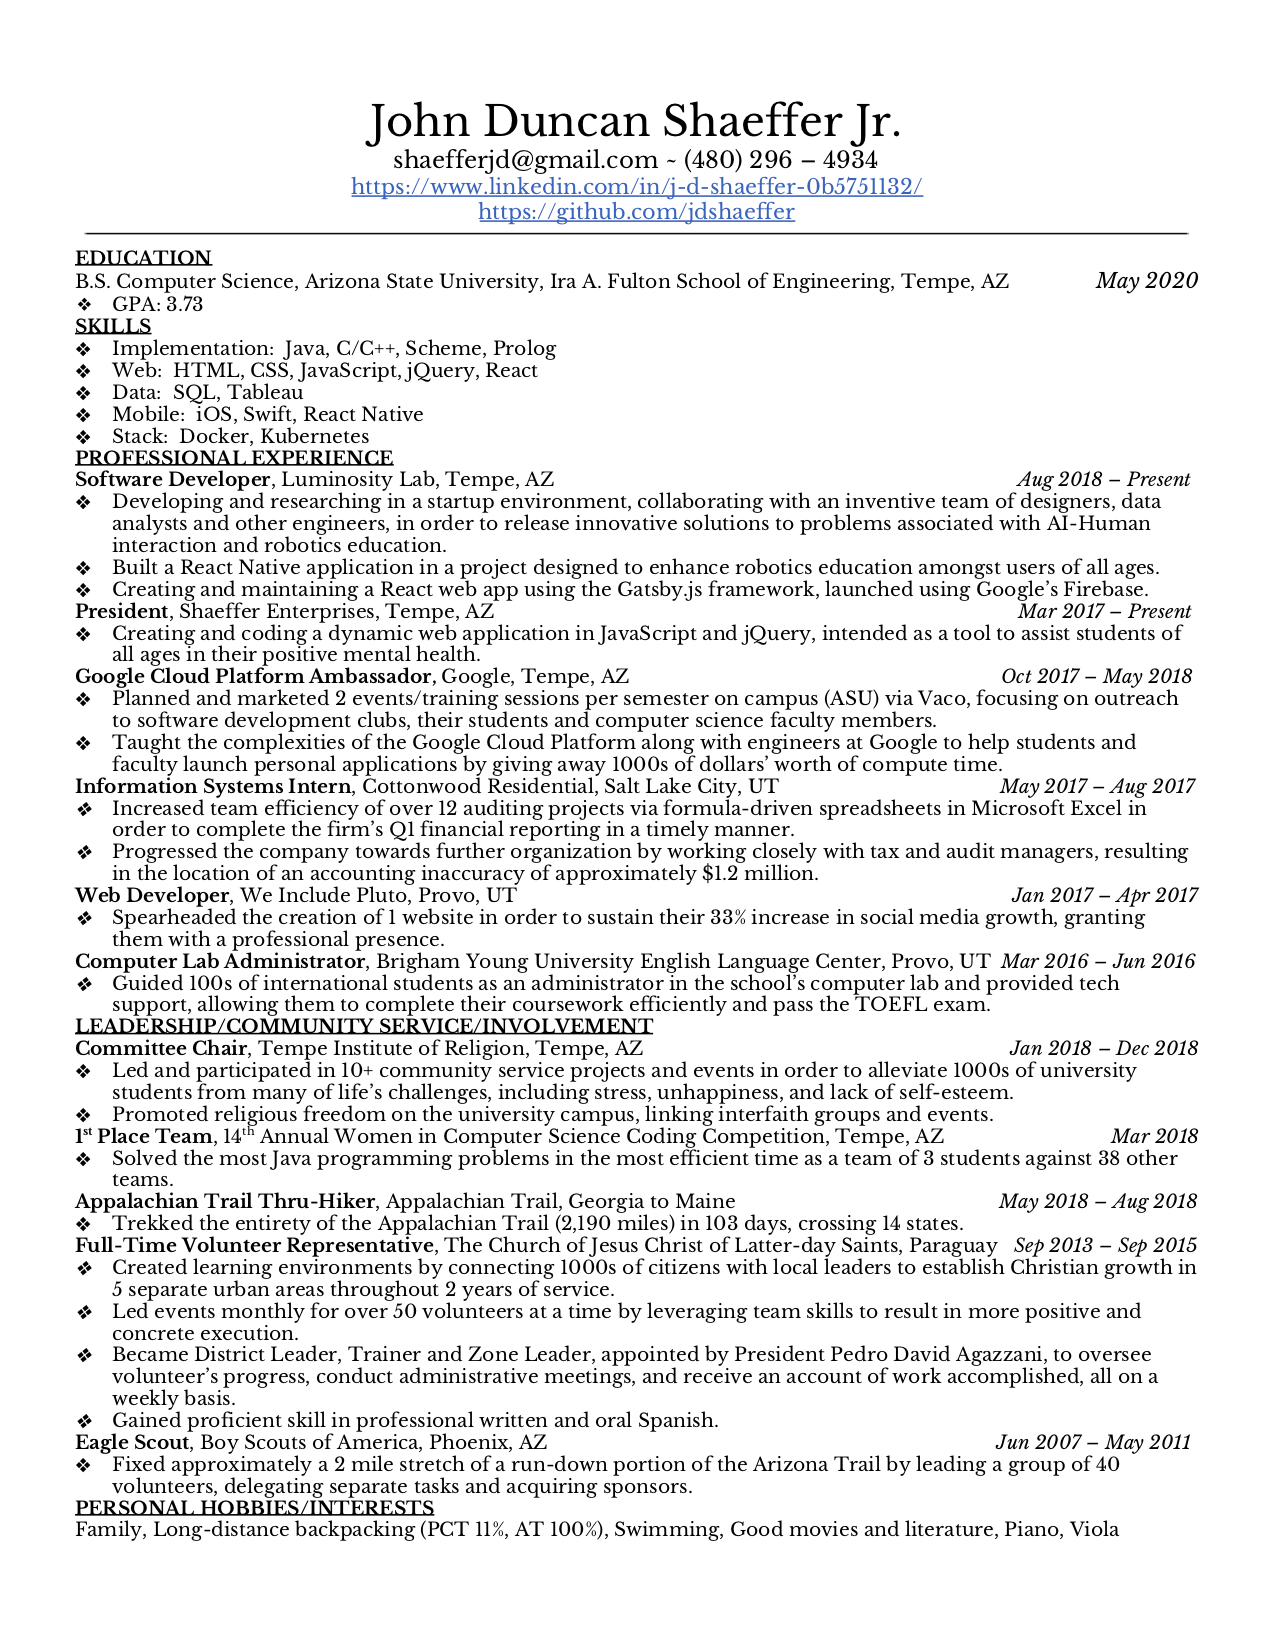 John Duncan Shaeffer Jr.
shaefferjd@gmail.com ~ (480) 296 – 4934
https://www.linkedin.com/in/j-d-shaeffer-0b5751132/
https://github.com/jdshaeffer
EDUCATION
B.S. Computer Science, Arizona State University, Ira A. Fulton School of Engineering, Tempe, AZ May 2020
❖ GPA: 3.73
SKILLS
❖ Implementation: Java, C/C++, Scheme, Prolog
❖ Web: HTML, CSS, JavaScript, jQuery, React
❖ Data: SQL, Tableau
❖ Mobile: iOS, Swift, React Native
❖ Stack: Docker, Kubernetes
PROFESSIONAL EXPERIENCE
Software Developer, Luminosity Lab, Tempe, AZ Aug 2018 – Present
❖ Developing and researching in a startup environment, collaborating with an inventive team of designers, data
analysts and other engineers, in order to release innovative solutions to problems associated with AI-Human
interaction and robotics education.
❖ Built a React Native application in a project designed to enhance robotics education amongst users of all ages.
❖ Creating and maintaining a React web app using the Gatsby.js framework, launched using Google’s Firebase.
President, Shaeffer Enterprises, Tempe, AZ Mar 2017 – Present
❖ Creating and coding a dynamic web application in JavaScript and jQuery, intended as a tool to assist students of
all ages in their positive mental health.
Google Cloud Platform Ambassador, Google, Tempe, AZ Oct 2017 – May 2018
❖ Planned and marketed 2 events/training sessions per semester on campus (ASU) via Vaco, focusing on outreach
to software development clubs, their students and computer science faculty members.
❖ Taught the complexities of the Google Cloud Platform along with engineers at Google to help students and
faculty launch personal applications by giving away 1000s of dollars’ worth of compute time.
Information Systems Intern, Cottonwood Residential, Salt Lake City, UT May 2017 – Aug 2017
❖ Increased team efficiency of over 12 auditing projects via formula-driven spreadsheets in Microsoft Excel in
order to complete the firm’s Q1 financial reporting in a timely manner.
❖ Progressed the company towards further organization by working closely with tax and audit managers, resulting
in the location of an accounting inaccuracy of approximately $1.2 million.
Web Developer, We Include Pluto, Provo, UT Jan 2017 – Apr 2017
❖ Spearheaded the creation of 1 website in order to sustain their 33% increase in social media growth, granting
them with a professional presence.
Computer Lab Administrator, Brigham Young University English Language Center, Provo, UT Mar 2016 – Jun 2016
❖ Guided 100s of international students as an administrator in the school’s computer lab and provided tech
support, allowing them to complete their coursework efficiently and pass the TOEFL exam.
LEADERSHIP/COMMUNITY SERVICE/INVOLVEMENT
Committee Chair, Tempe Institute of Religion, Tempe, AZ Jan 2018 – Dec 2018
❖ Led and participated in 10+ community service projects and events in order to alleviate 1000s of university
students from many of life’s challenges, including stress, unhappiness, and lack of self-esteem.
❖ Promoted religious freedom on the university campus, linking interfaith groups and events.
1st Place Team, 14th Annual Women in Computer Science Coding Competition, Tempe, AZ Mar 2018
❖ Solved the most Java programming problems in the most efficient time as a team of 3 students against 38 other
teams.
Appalachian Trail Thru-Hiker, Appalachian Trail, Georgia to Maine May 2018 – Aug 2018
❖ Trekked the entirety of the Appalachian Trail (2,190 miles) in 103 days, crossing 14 states.
Full-Time Volunteer Representative, The Church of Jesus Christ of Latter-day Saints, Paraguay Sep 2013 – Sep 2015
❖ Created learning environments by connecting 1000s of citizens with local leaders to establish Christian growth in
5 separate urban areas throughout 2 years of service.
❖ Led events monthly for over 50 volunteers at a time by leveraging team skills to result in more positive and
concrete execution.
❖ Became District Leader, Trainer and Zone Leader, appointed by President Pedro David Agazzani, to oversee
volunteer’s progress, conduct administrative meetings, and receive an account of work accomplished, all on a
weekly basis.
❖ Gained proficient skill in professional written and oral Spanish.
Eagle Scout, Boy Scouts of America, Phoenix, AZ Jun 2007 – May 2011
❖ Fixed approximately a 2 mile stretch of a run-down portion of the Arizona Trail by leading a group of 40
volunteers, delegating separate tasks and acquiring sponsors.
PERSONAL HOBBIES/INTERESTS
Family, Long-distance backpacking (PCT 11%, AT 100%), Swimming, Good movies and literature, Piano, Viola